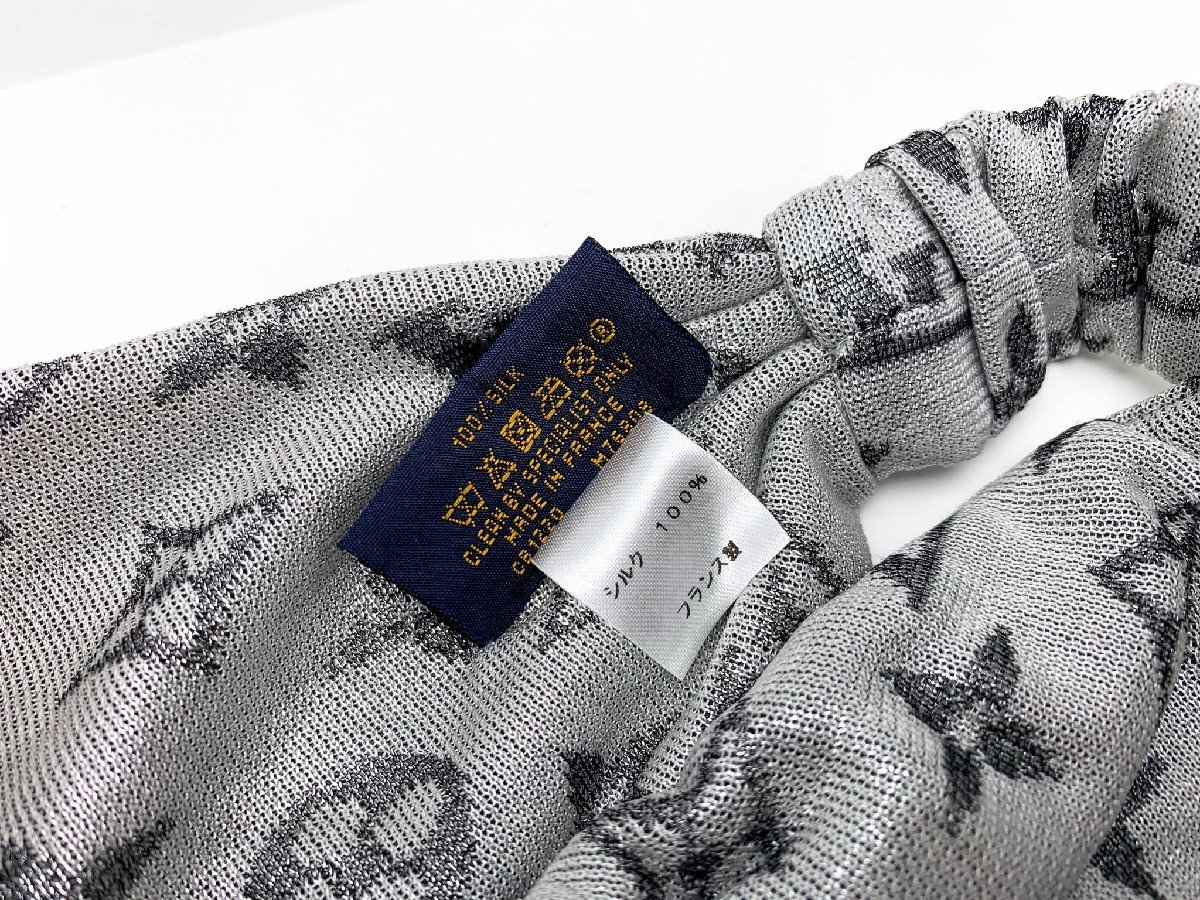 100% SILK
CLEAN BY SPECIALIST ONLY
MADE IN FRANCE
シルク 100%
フランス製